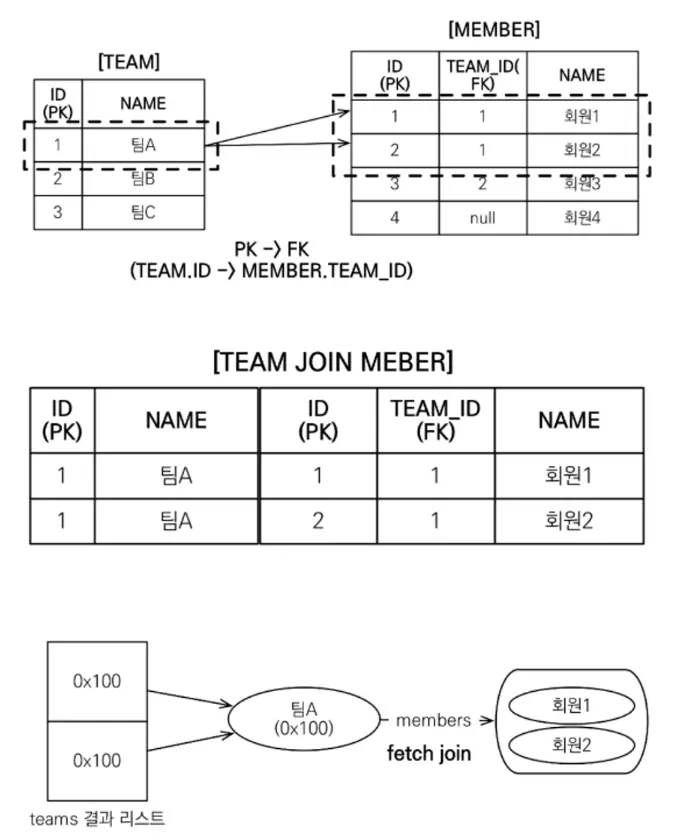 [TEAM]
ID
(PK)
NAME
1
팀A
2
팀B
3
팀C
[MEMBER]
ID
(PK)
TEAM_ID(
FK)
NAME
1
1
회원1
2
1
회원2
3
2
회원3
4
null
회원4
PK -> FK
(TEAM.ID -> MEMBER.TEAM_ID)
[TEAM JOIN MEBER]
ID
(PK)
NAME
ID
(PK)
TEAM_ID
(FK)
NAME
1
팀A
1
1
회원1
1
팀A
2
1
회원2
0x100
0x100
teams 결과 리스트
팀A
(0x100)
members
fetch join
회원1
회원2